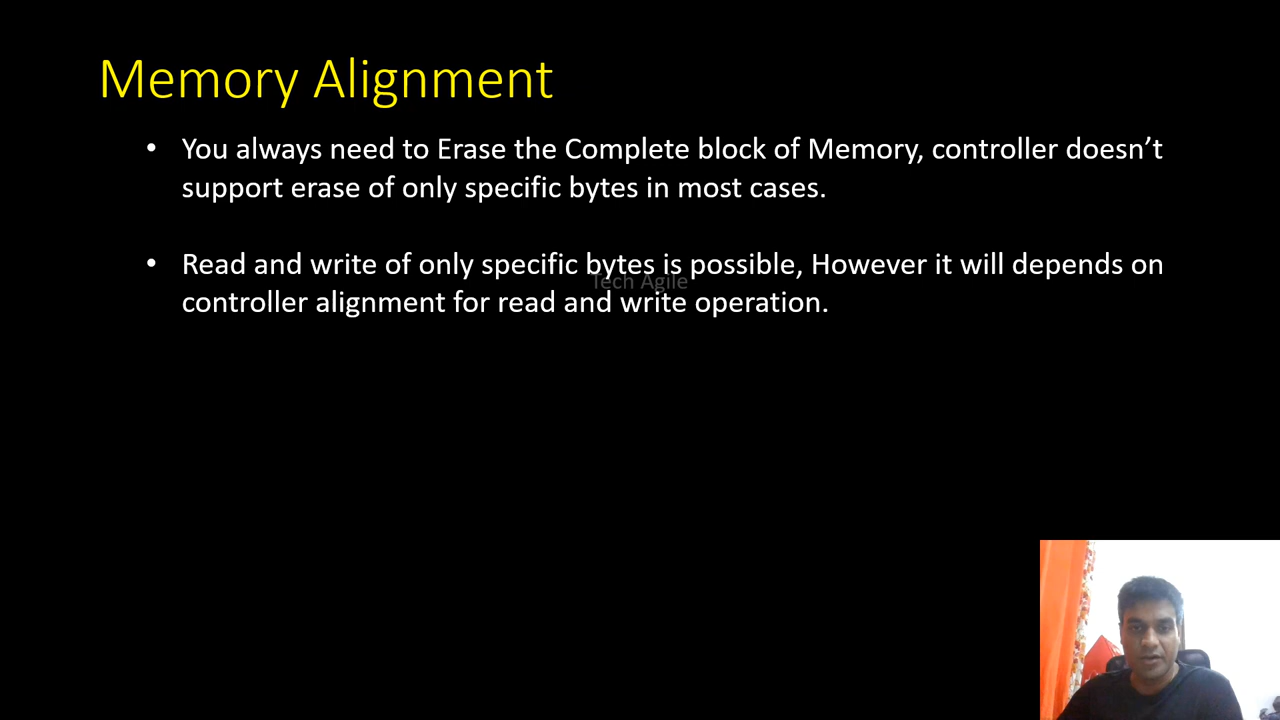 Memory Alignment
• You always need to Erase the Complete block of Memory, controller doesn’t
support erase of only specific bytes in most cases.
• Read and write of only specific bytes is possible, However it will depends on
Tech Agile
controller alignment for read and write operation.